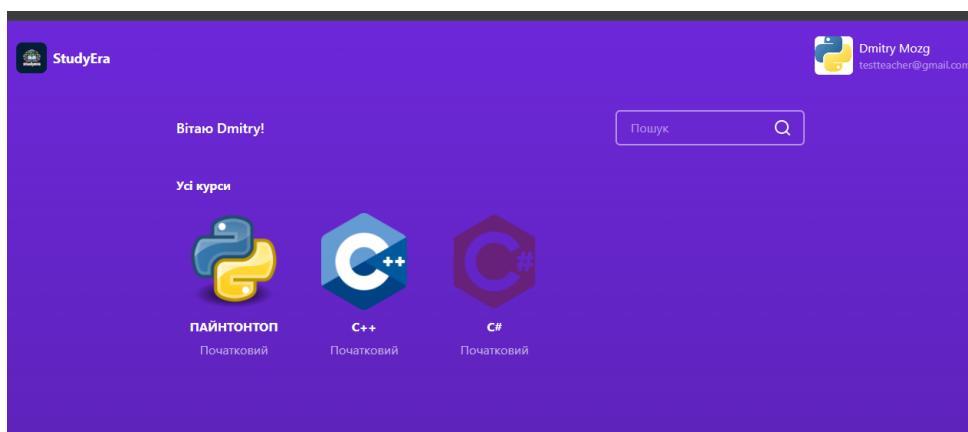 StudyEra
Dmitry Mozg
testteacher@gmail.com
Вітаю Dmitry!
Пошук
Усі курси
C++
C#
ПАЙНТОНТОП
C++
C#
Початковий
Початковий
Початковий